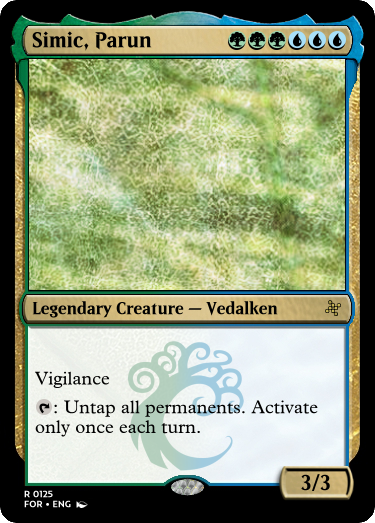 Simic, Parun
Legendary Creature — Vedalken
Vigilance
: Untap all permanents. Activate
only once each turn.
3/3
R 0125
FOR • ENG